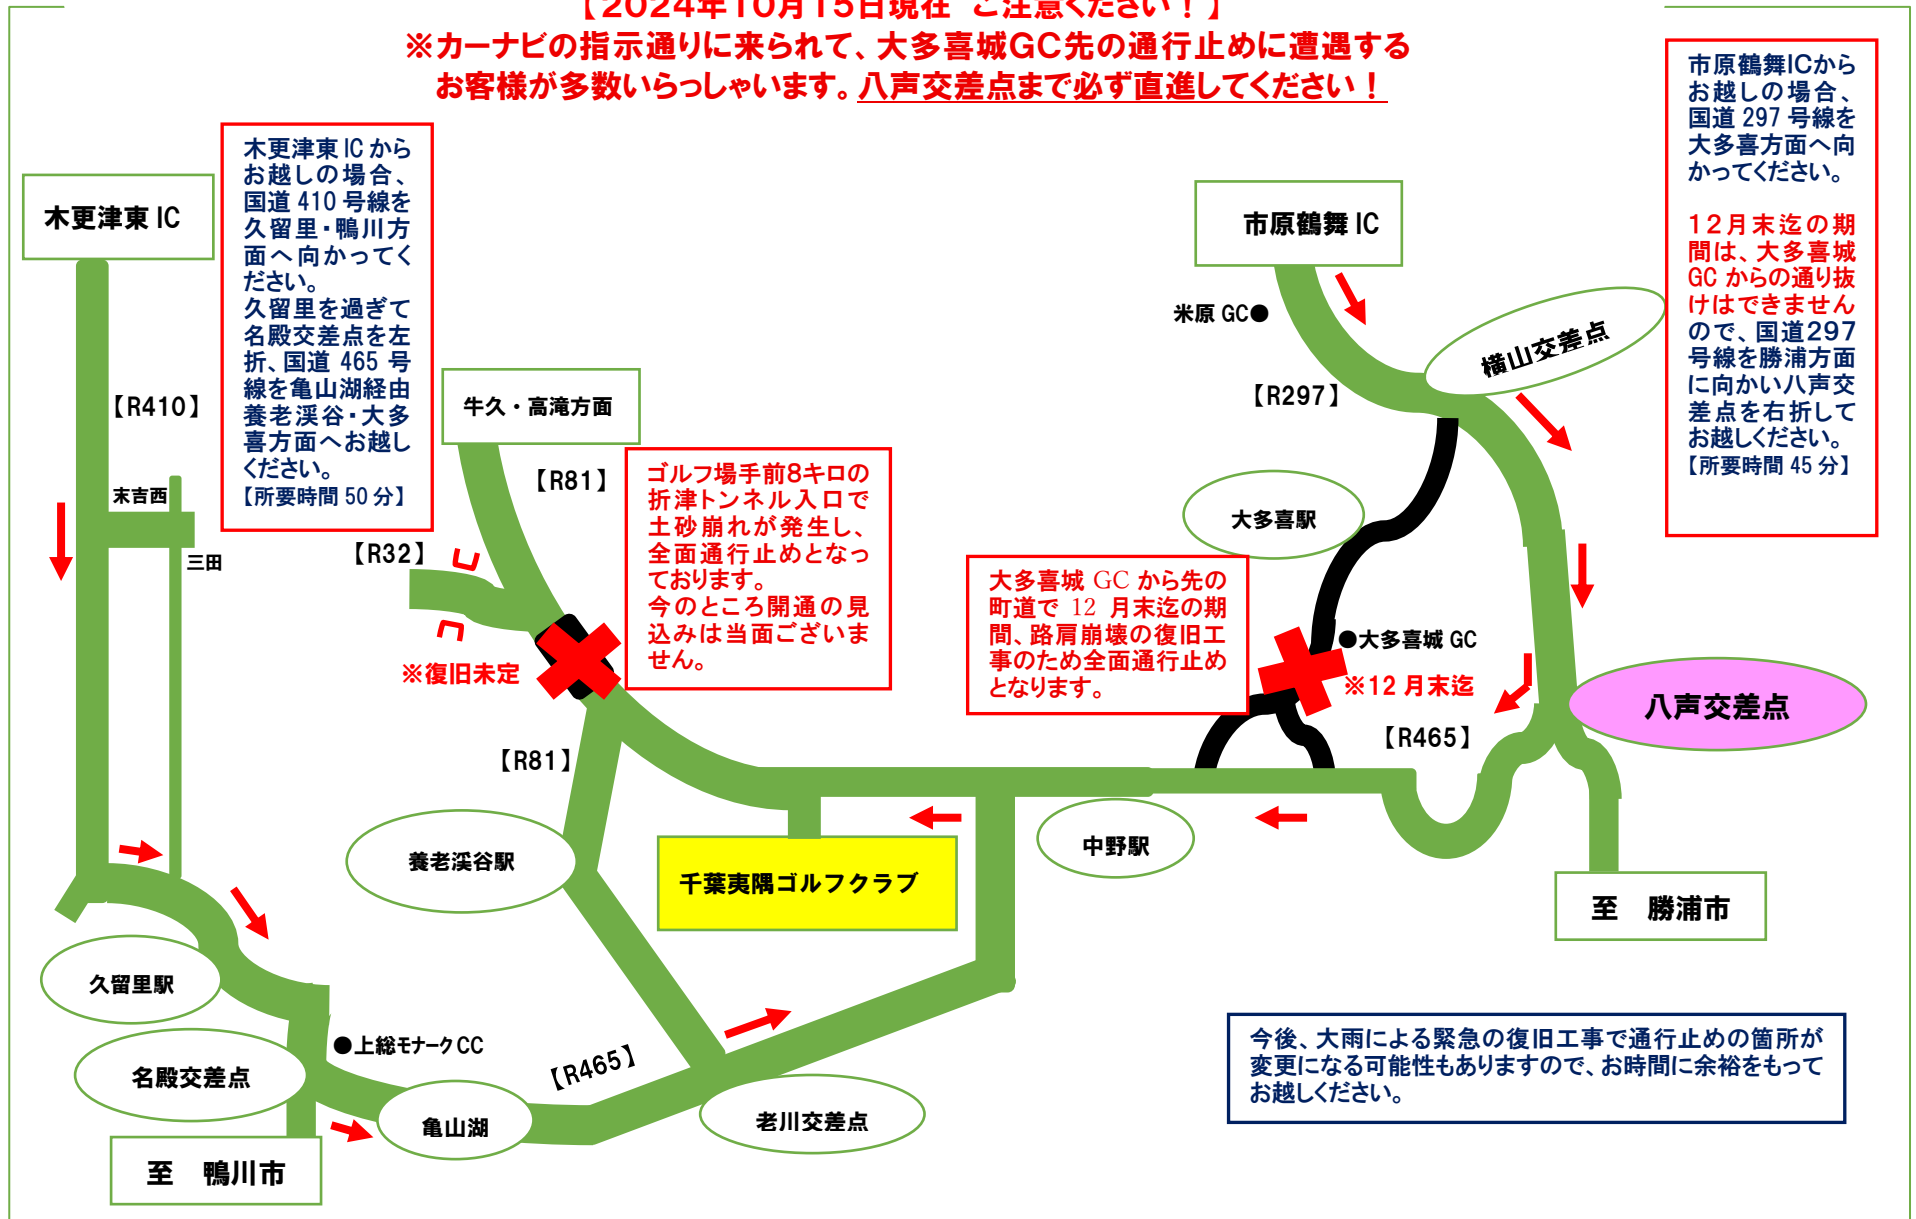 【2024年10月15日現在 ご注意ください！】
※カーナビの指示通りに来られて、大多喜城GC先の通行止めに遭遇する
お客様が多数いらっしゃいます。八声交差点まで必ず直進してください！
木更津東IC
木更津東ICから
お越しの場合、
国道410号線を
久留里・鴨川方
面へ向かってく
ださい。
久留里を過ぎて
名殿交差点を左
折、国道465号
線を亀山湖経由
養老渓谷・大多
喜方面へお越し
ください。
【所要時間50分】
市原鶴舞IC
市原鶴舞ICから
お越しの場合、
国道297号線を
大多喜方面へ向
かってください。
12月末迄の期
間は、大多喜城
GCからの通り抜
けはできません
ので、国道297
号線を勝浦方面
に向かい八声交
差点を右折して
お越しください。
【所要時間45分】
米原GC●
横山交差点
【R297】
【R410】
牛久・高滝方面
【R81】
ゴルフ場手前8キロの
折津トンネル入口で
土砂崩れが発生し、
全面通行止めとなっ
ております。
今のところ開通の見
込みは当面ございま
せん。
末吉西
三田
【R32】
※復旧未定
大多喜駅
大多喜城GCから先の
町道で12月末迄の期
間、路肩崩壊の復旧工
事のため全面通行止め
となります。
●大多喜城GC
※12月末迄
八声交差点
【R465】
【R81】
養老渓谷駅
千葉夷隅ゴルフクラブ
中野駅
至　勝浦市
久留里駅
●上総モナークCC
名殿交差点
【R465】
亀山湖
老川交差点
至　鴨川市
今後、大雨による緊急の復旧工事で通行止めの箇所が
変更になる可能性もありますので、お時間に余裕をもって
お越しください。